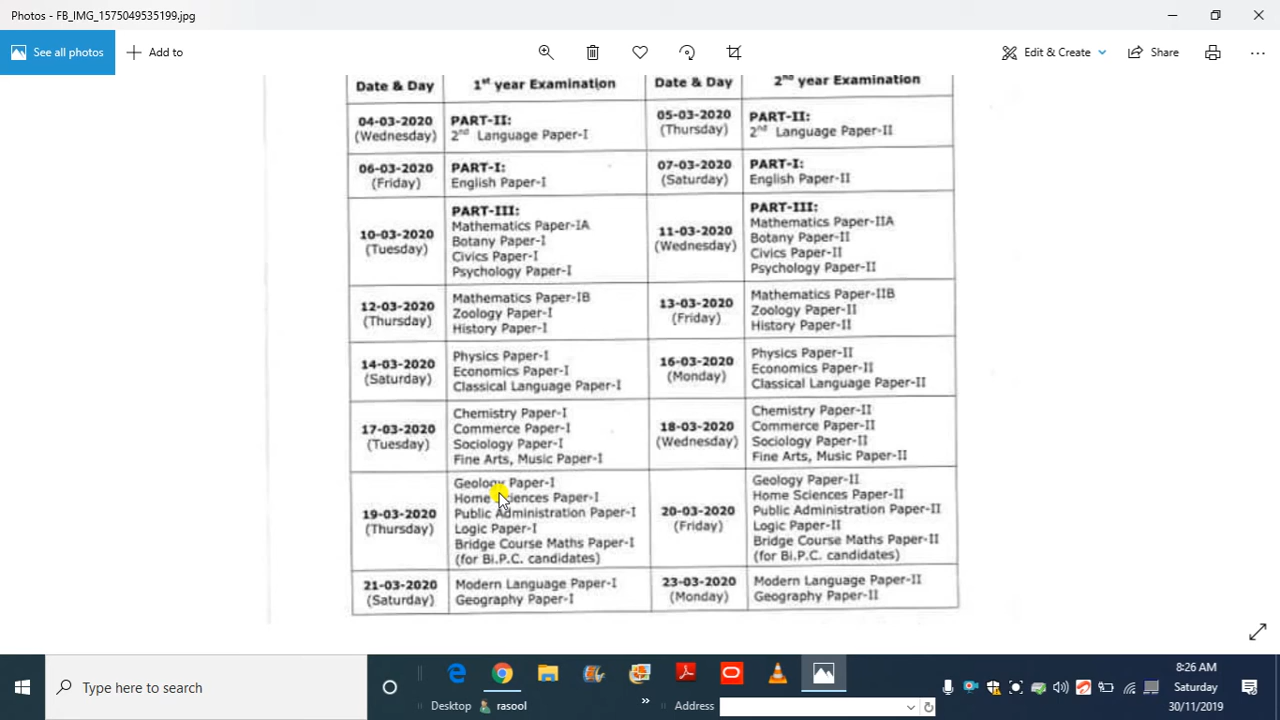 Photos - FB_IMG_1575049535199.jpg
See all photos
Add to
Edit & Create
Share
Date & Day
1st year Examination
Date & Day
2nd year Examination
04-03-2020
(Wednesday)
PART-II:
2nd Language Paper-I
05-03-2020
(Thursday)
PART-II:
2nd Language Paper-II
06-03-2020
(Friday)
PART-I:
English Paper-I
07-03-2020
(Saturday)
PART-I:
English Paper-II
10-03-2020
(Tuesday)
PART-III:
Mathematics Paper-IA
Botany Paper-I
Civics Paper-I
Psychology Paper-I
11-03-2020
(Wednesday)
PART-III:
Mathematics Paper-IIA
Botany Paper-II
Civics Paper-II
Psychology Paper-II
12-03-2020
(Thursday)
Mathematics Paper-IB
Zoology Paper-I
History Paper-I
13-03-2020
(Friday)
Mathematics Paper-IIB
Zoology Paper-II
History Paper-II
14-03-2020
(Saturday)
Physics Paper-I
Economics Paper-I
Classical Language Paper-I
16-03-2020
(Monday)
Physics Paper-II
Economics Paper-II
Classical Language Paper-II
17-03-2020
(Tuesday)
Chemistry Paper-I
Commerce Paper-I
Sociology Paper-I
Fine Arts, Music Paper-I
18-03-2020
(Wednesday)
Chemistry Paper-II
Commerce Paper-II
Sociology Paper-II
Fine Arts, Music Paper-II
19-03-2020
(Thursday)
Geology Paper-I
Home Sciences Paper-I
Public Administration Paper-I
Logic Paper-I
Bridge Course Maths Paper-I
(for Bi.P.C. candidates)
20-03-2020
(Friday)
Geology Paper-II
Home Sciences Paper-II
Public Administration Paper-II
Logic Paper-II
Bridge Course Maths Paper-II
(for Bi.P.C. candidates)
21-03-2020
(Saturday)
Modern Language Paper-I
Geography Paper-I
23-03-2020
(Monday)
Modern Language Paper-II
Geography Paper-II
Type here to search
Desktop
rasool
Address
8:26 AM
Saturday
30/11/2019